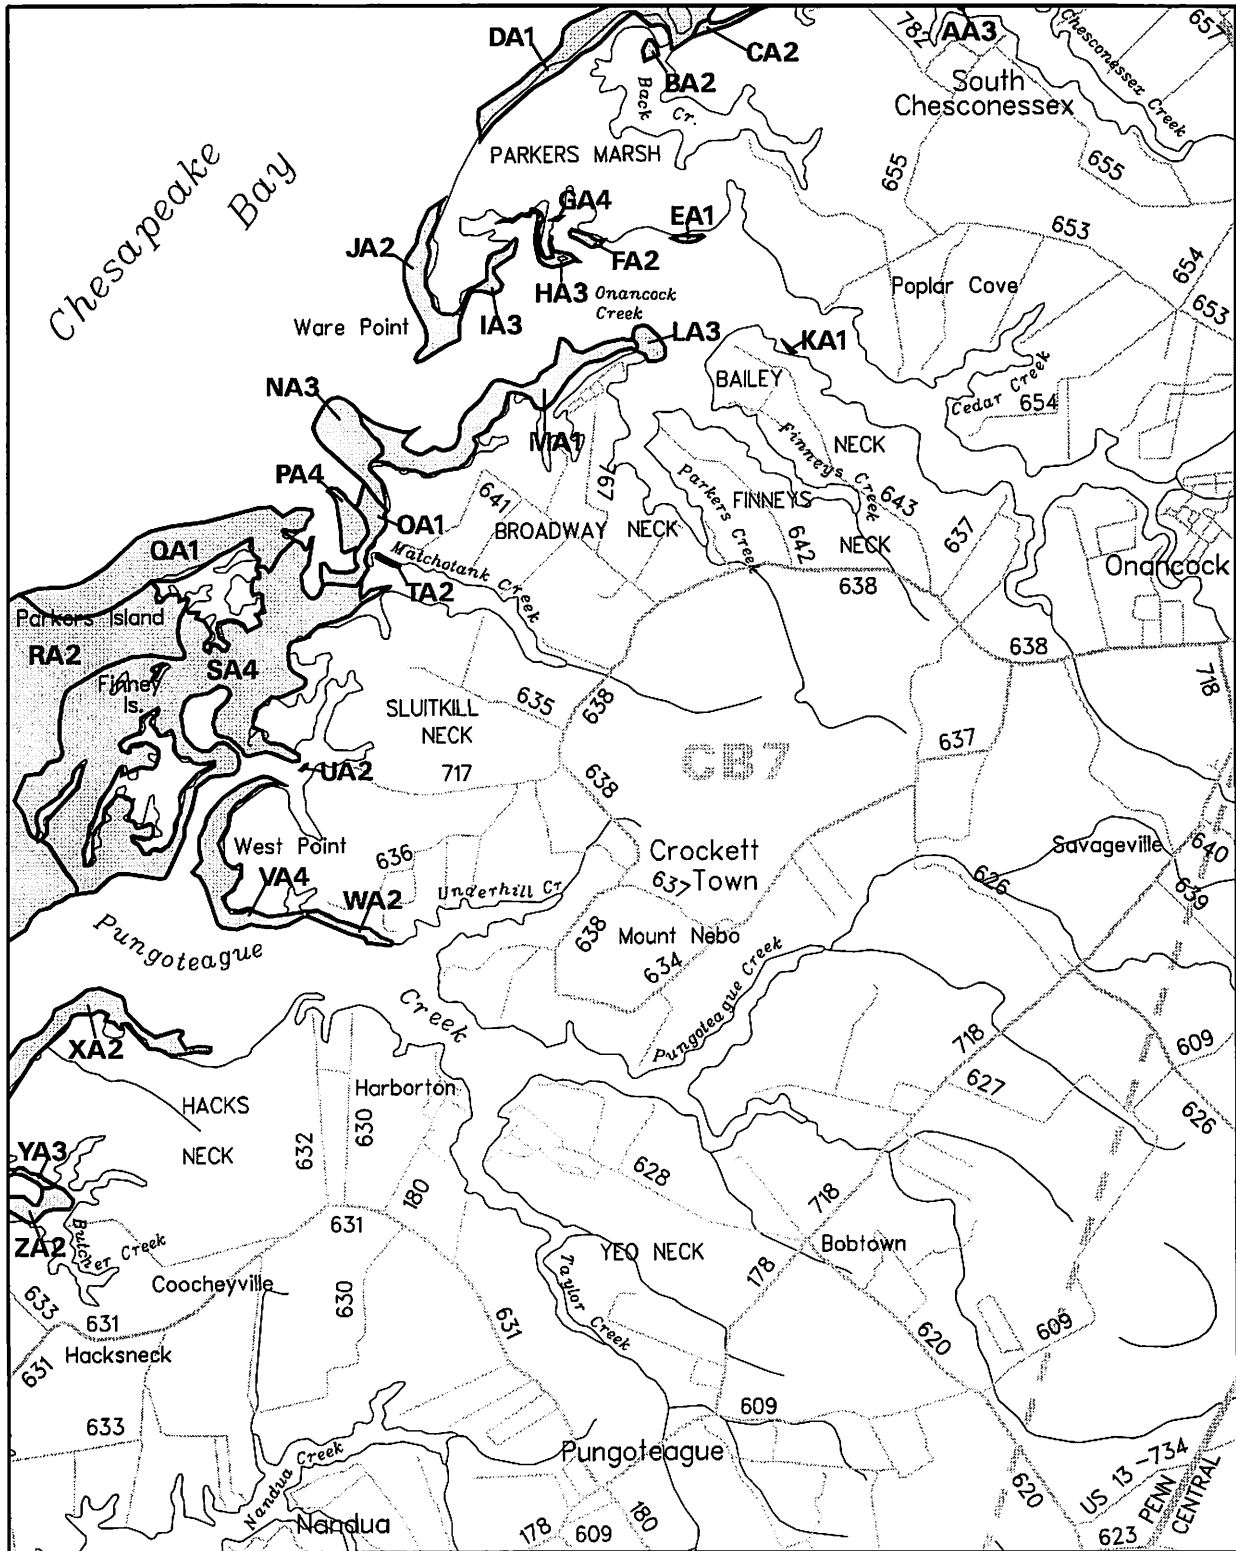 DA1
CA2
782
AA3
Chesconessex Creek
657
BA2
South
Chesconessex
Back
Cr.
Chesapeake
Bay
PARKERS MARSH
655
655
GA4
EA1
653
JA2
FA2
654
HA3
Onancock
Creek
Poplar Cove
653
Ware Point
IA3
LA3
KA1
NA3
BAILEY
Cedar Creek
654
MA1
Finneys Creek
NECK
PA4
767
Parkers Creek
641
FINNEYS
643
OA1
BROADWAY NECK
642
NECK
637
QA1
Matchotank Creek
638
Onancock
TA2
Parkers Island
RA2
SA4
638
718
Finney
Is.
635
638
SLUITKILL
NECK
CB7
637
UA2
717
638
West Point
636
Crockett
Town
Savageville
640
VA4
637
626
639
WA2
Underhill Cr
638
Mount Nebo
Pungoteague
Creek
634
Pungoteague Creek
718
609
XA2
Harborton
627
HACKS
NECK
632
630
626
YA3
628
180
718
ZA2
Butcher Creek
631
YEO NECK
Bobtown
Coocheyville
Taylor Creek
178
630
633
631
631
609
620
631
Hacksneck
609
633
Pungoteague
Nandua Creek
US 13-734
PENN
CENTRAL
620
Nandua
178
609
180
623